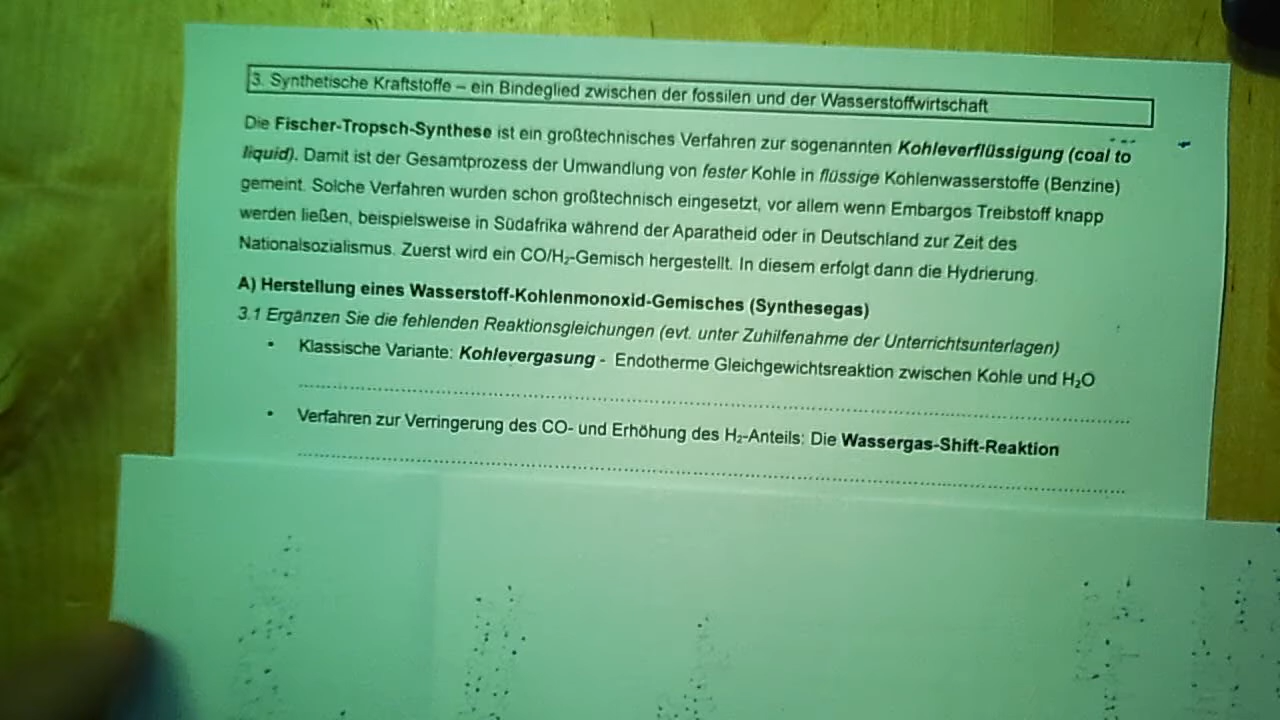 3. Synthetische Kraftstoffe – ein Bindeglied zwischen der fossilen und der Wasserstoffwirtschaft
Die Fischer-Tropsch-Synthese ist ein großtechnisches Verfahren zur sogenannten Kohleverflüssigung (coal to
liquid). Damit ist der Gesamtprozess der Umwandlung von fester Kohle in flüssige Kohlenwasserstoffe (Benzine)
gemeint. Solche Verfahren wurden schon großtechnisch eingesetzt, vor allem wenn Embargos Treibstoff knapp
werden ließen, beispielsweise in Südafrika während der Aparatheid oder in Deutschland zur Zeit des
Nationalsozialismus. Zuerst wird ein CO/H₂-Gemisch hergestellt. In diesem erfolgt dann die Hydrierung.
A) Herstellung eines Wasserstoff-Kohlenmonoxid-Gemisches (Synthesegas)
3.1 Ergänzen Sie die fehlenden Reaktionsgleichungen (evt. unter Zuhilfenahme der Unterrichtsunterlagen)
• Klassische Variante: Kohlevergasung - Endotherme Gleichgewichtsreaktion zwischen Kohle und H₂O
• Verfahren zur Verringerung des CO- und Erhöhung des H₂-Anteils: Die Wassergas-Shift-Reaktion